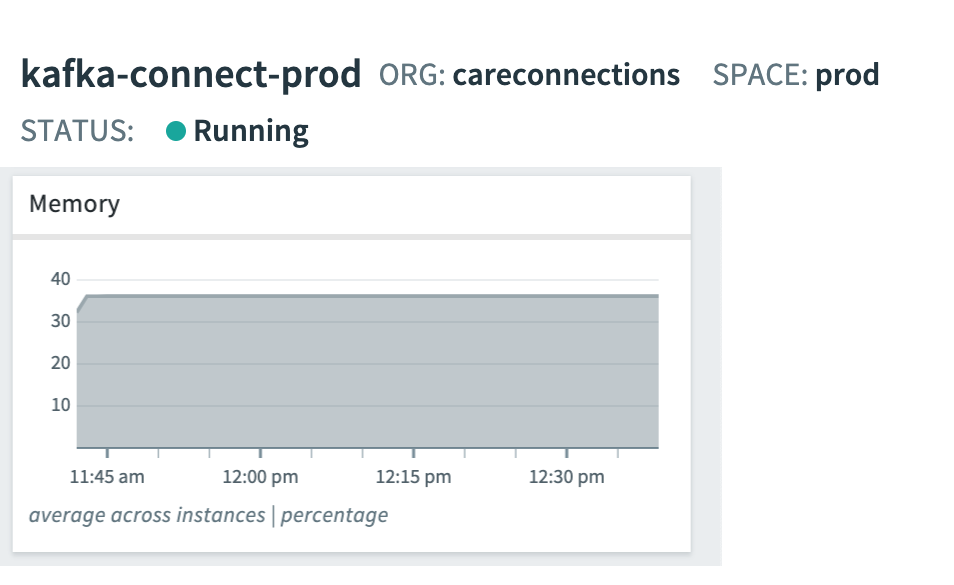 kafka-connect-prod ORG: careconnections SPACE: prod
STATUS: Running
Memory
40
30
20
10
11:45 am 12:00 pm 12:15 pm 12:30 pm
average across instances | percentage